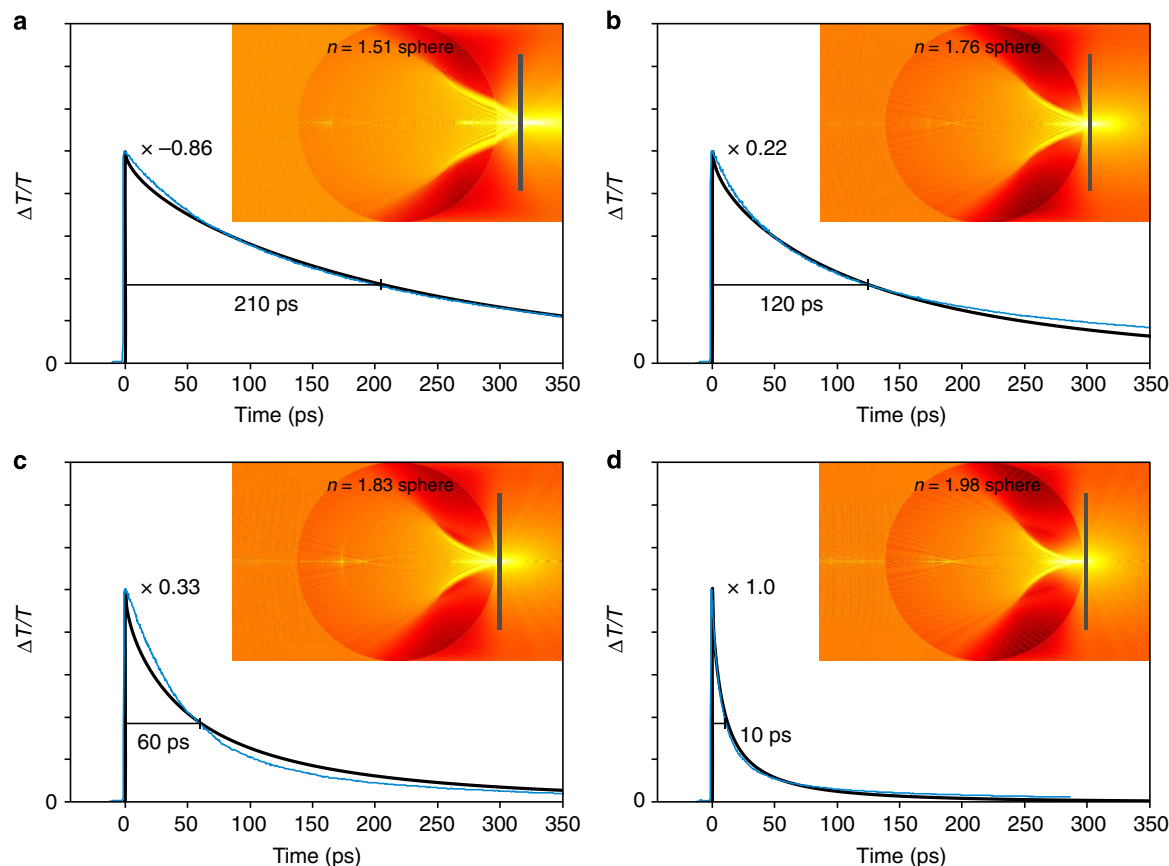 a
n = 1.51 sphere
× –0.86
ΔT/T
210 ps
0
0 50 100 150 200 250 300 350
Time (ps)
b
n = 1.76 sphere
× 0.22
ΔT/T
120 ps
0
0 50 100 150 200 250 300 350
Time (ps)
c
n = 1.83 sphere
× 0.33
ΔT/T
60 ps
0
0 50 100 150 200 250 300 350
Time (ps)
d
n = 1.98 sphere
× 1.0
ΔT/T
10 ps
0
0 50 100 150 200 250 300 350
Time (ps)